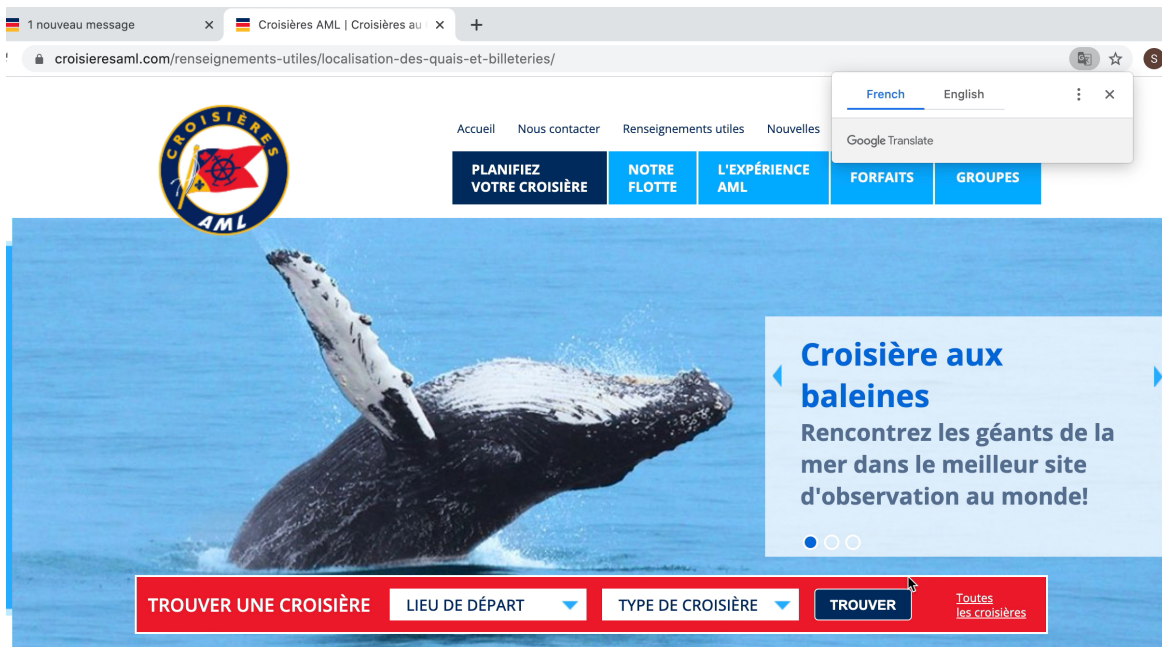 1 nouveau message
Croisières AML | Croisières au
croisieresaml.com/renseignements-utiles/localisation-des-quais-et-billeteries/
S
French English
Google Translate
CROISIÈRES
AML
Accueil Nous contacter Renseignements utiles Nouvelles
PLANIFIEZ
VOTRE CROISIÈRE
NOTRE
FLOTTE
L'EXPÉRIENCE
AML
FORFAITS
GROUPES
Croisière aux
baleines
Rencontrez les géants de la
mer dans le meilleur site
d'observation au monde!
TROUVER UNE CROISIÈRE
LIEU DE DÉPART
TYPE DE CROISIÈRE
TROUVER
Toutes
les croisières